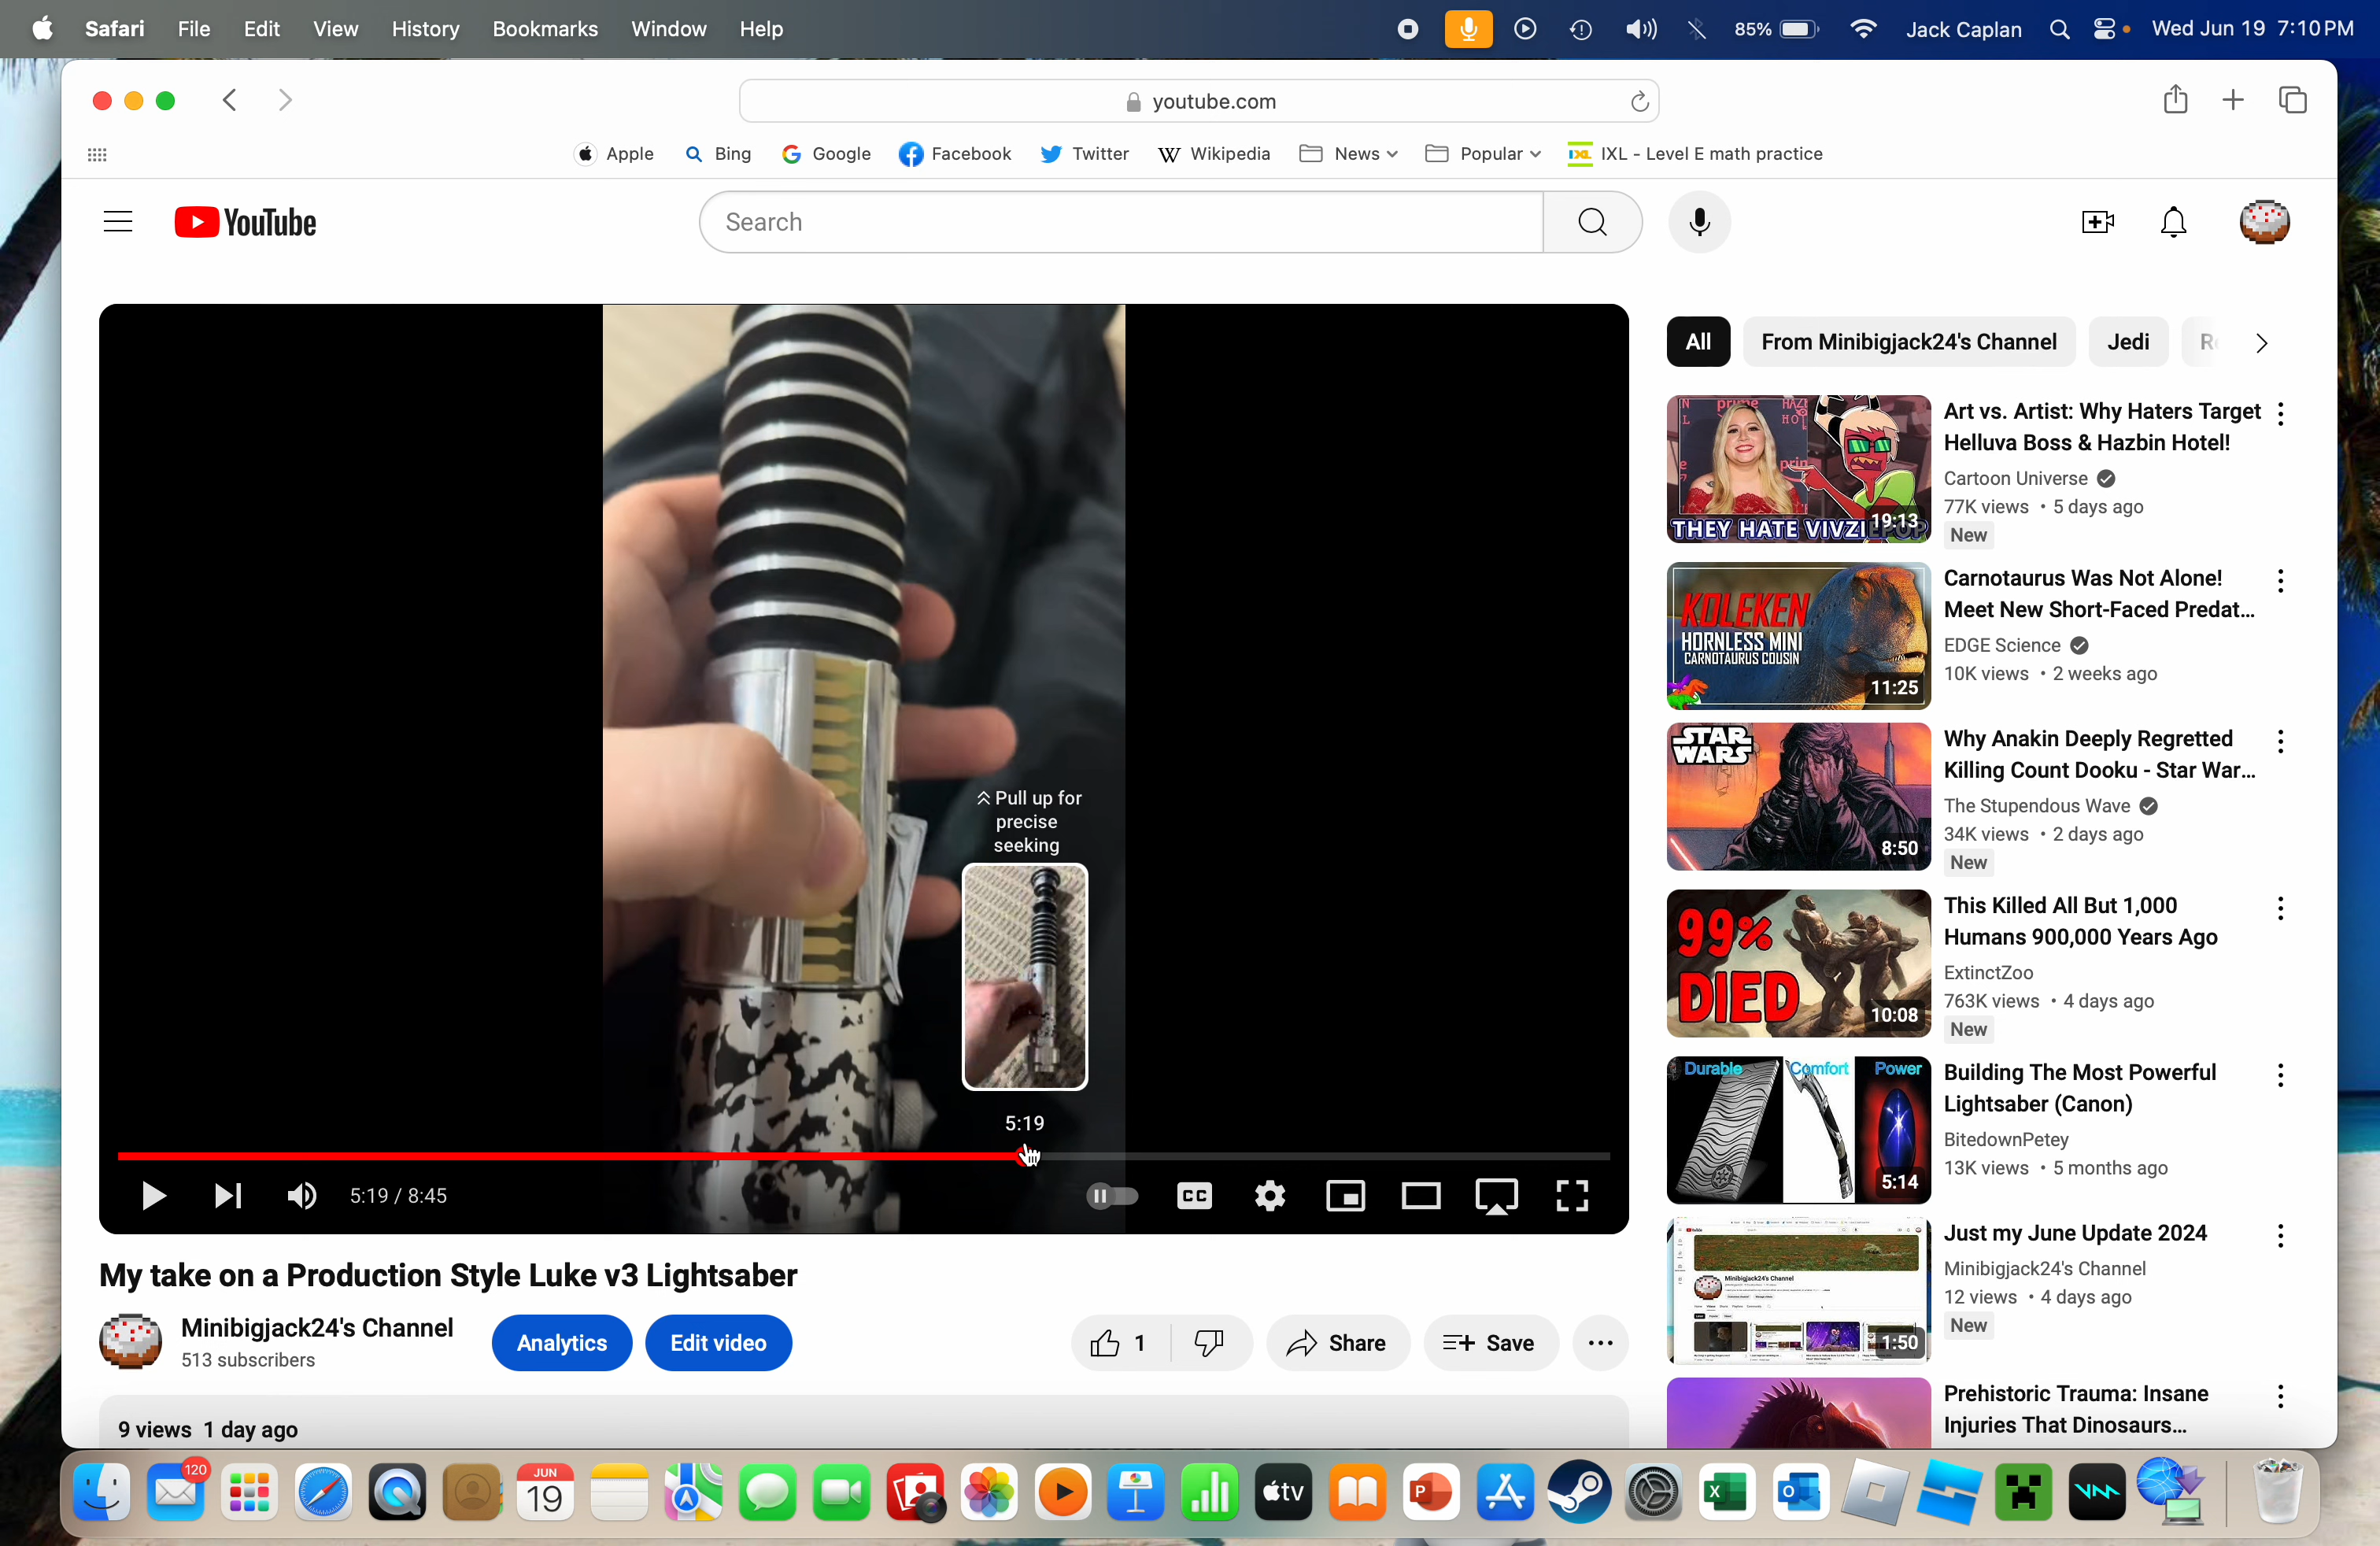 Safari File Edit View History Bookmarks Window Help 85% Jack Caplan Wed Jun 19 7:10 PM
youtube.com
Apple Bing Google Facebook Twitter Wikipedia News Popular IXL - Level E math practice
YouTube
Search
All From Minibigjack24's Channel Jedi
Pull up for
precise
seeking
5:19
5:19 / 8:45
CC
My take on a Production Style Luke v3 Lightsaber
Minibigjack24's Channel
513 subscribers
Analytics Edit video
1 Share Save
9 views 1 day ago
THEY HATE VIVZIEPOP
19:13
Art vs. Artist: Why Haters Target
Helluva Boss & Hazbin Hotel!
Cartoon Universe
77K views • 5 days ago
New
KOLEKEN
HORNLESS MINI
CARNOTAURUS COUSIN
11:25
Carnotaurus Was Not Alone!
Meet New Short-Faced Predat...
EDGE Science
10K views • 2 weeks ago
STAR
WARS
8:50
Why Anakin Deeply Regretted
Killing Count Dooku - Star War...
The Stupendous Wave
34K views • 2 days ago
New
99%
DIED
10:08
This Killed All But 1,000
Humans 900,000 Years Ago
ExtinctZoo
763K views • 4 days ago
New
Durable Comfort Power
5:14
Building The Most Powerful
Lightsaber (Canon)
BitedownPetey
13K views • 5 months ago
Minibigjack24's Channel
1:50
Just my June Update 2024
Minibigjack24's Channel
12 views • 4 days ago
New
Prehistoric Trauma: Insane
Injuries That Dinosaurs...
120
JUN
19
tv